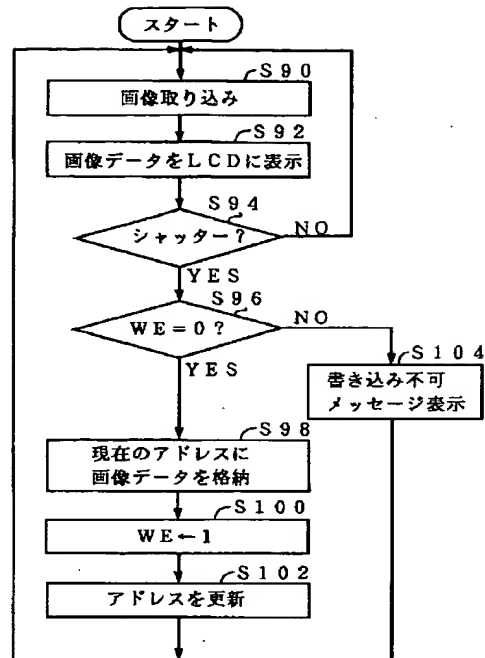 スタート
S90
画像取り込み
S92
画像データをLCDに表示
S94
シャッター?
NO
YES
S96
WE=0?
NO
YES
S104
書き込み不可
メッセージ表示
S98
現在のアドレスに
画像データを格納
S100
WE←1
S102
アドレスを更新